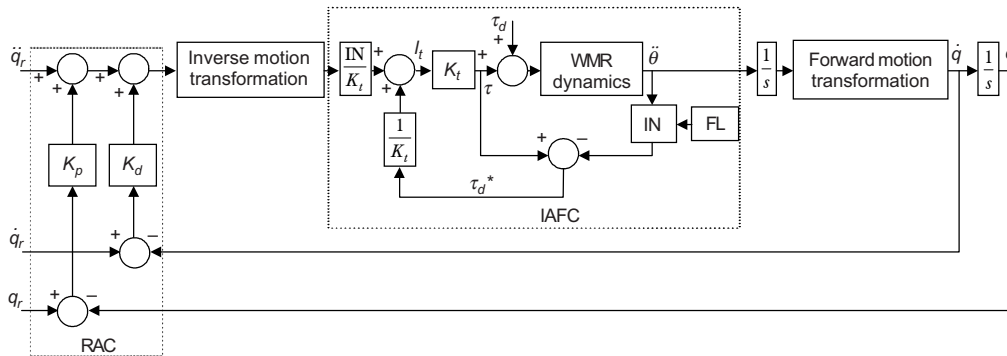 q̈r
+
+
+
+
Inverse motion
transformation
IN
Kt
+
+
It
Kt
+
τ
τd
+
WMR
dynamics
θ̈
1
s
Forward motion
transformation
q̇
1
s
IN
FL
1
Kt
+
−
τd*
IAFC
Kp
Kd
q̇r
+
−
qr
+
−
RAC